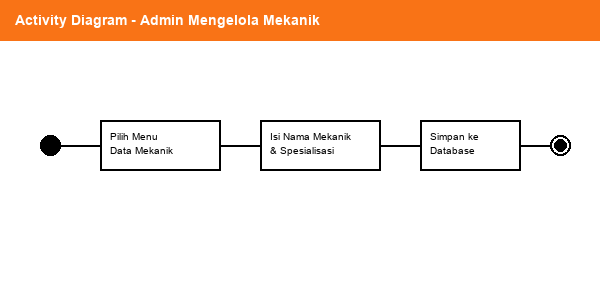 Activity Diagram - Admin Mengelola Mekanik
Pilih Menu
Data Mekanik
Isi Nama Mekanik
& Spesialisasi
Simpan ke
Database